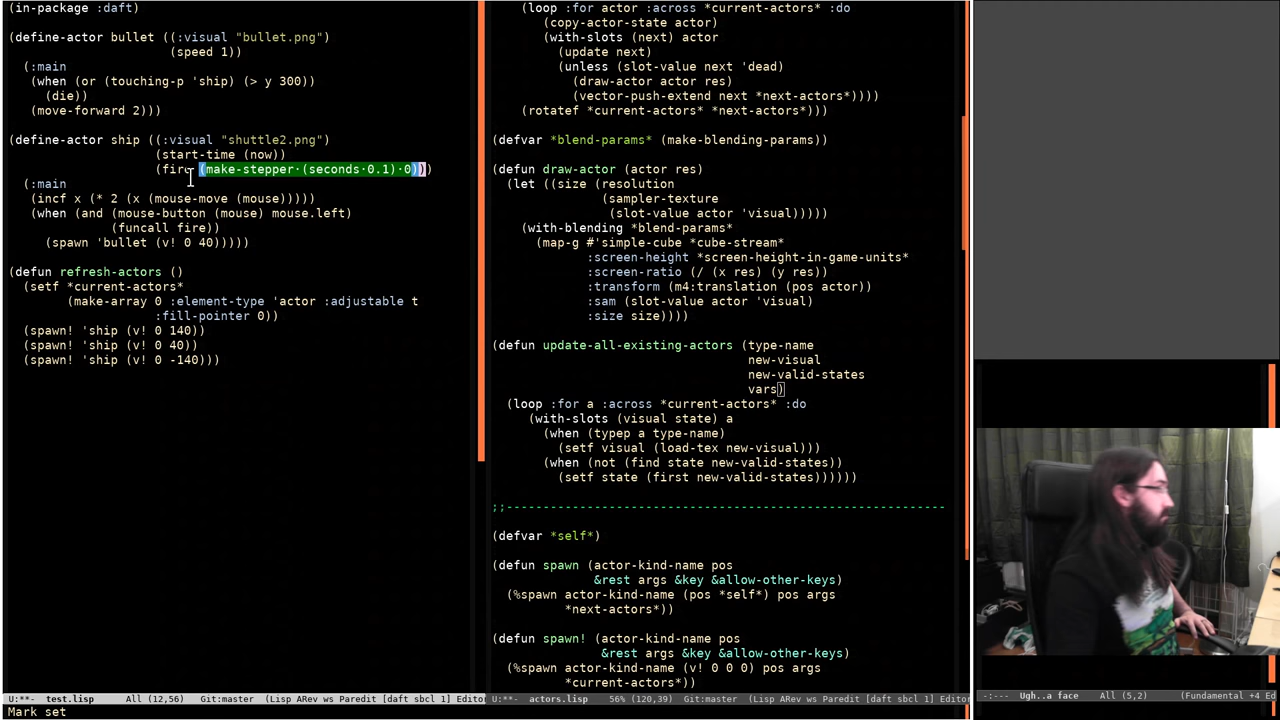 (in-package :daft)
(define-actor bullet ((:visual "bullet.png")
(speed 1))
(:main
(when (or (touching-p 'ship) (> y 300))
(die))
(move-forward 2)))
(define-actor ship ((:visual "shuttle2.png")
(start-time (now))
(fire (make-stepper·(seconds·0.1)·0)))
(:main
(incf x (* 2 (x (mouse-move (mouse)))))
(when (and (mouse-button (mouse) mouse.left)
(funcall fire))
(spawn 'bullet (v! 0 40)))))
(defun refresh-actors ()
(setf *current-actors*
(make-array 0 :element-type 'actor :adjustable t
:fill-pointer 0))
(spawn! 'ship (v! 0 140))
(spawn! 'ship (v! 0 40))
(spawn! 'ship (v! 0 -140)))
U:**- test.lisp All (12,56) Git:master (Lisp ARev ws Paredit [daft sbcl 1] Editor
Mark set
(loop :for actor :across *current-actors* :do
(copy-actor-state actor)
(with-slots (next) actor
(update next)
(unless (slot-value next 'dead)
(draw-actor actor res)
(vector-push-extend next *next-actors*))))
(rotatef *current-actors* *next-actors*)))
(defvar *blend-params* (make-blending-params))
(defun draw-actor (actor res)
(let ((size (resolution
(sampler-texture
(slot-value actor 'visual)))))
(with-blending *blend-params*
(map-g #'simple-cube *cube-stream*
:screen-height *screen-height-in-game-units*
:screen-ratio (/ (x res) (y res))
:transform (m4:translation (pos actor))
:sam (slot-value actor 'visual)
:size size))))
(defun update-all-existing-actors (type-name
new-visual
new-valid-states
vars)
(loop :for a :across *current-actors* :do
(with-slots (visual state) a
(when (typep a type-name)
(setf visual (load-tex new-visual)))
(when (not (find state new-valid-states))
(setf state (first new-valid-states))))))
;;------------------------------------------------------------
(defvar *self*)
(defun spawn (actor-kind-name pos
&rest args &key &allow-other-keys)
(%spawn actor-kind-name (pos *self*) pos args
*next-actors*))
(defun spawn! (actor-kind-name pos
&rest args &key &allow-other-keys)
(%spawn actor-kind-name (v! 0 0 0) pos args
*current-actors*))
U:**- actors.lisp 56% (120,39) Git:master (Lisp ARev ws Paredit [daft sbcl 1] Editor
-:--- Ugh..a face All (5,2) (Fundamental +4 Ed